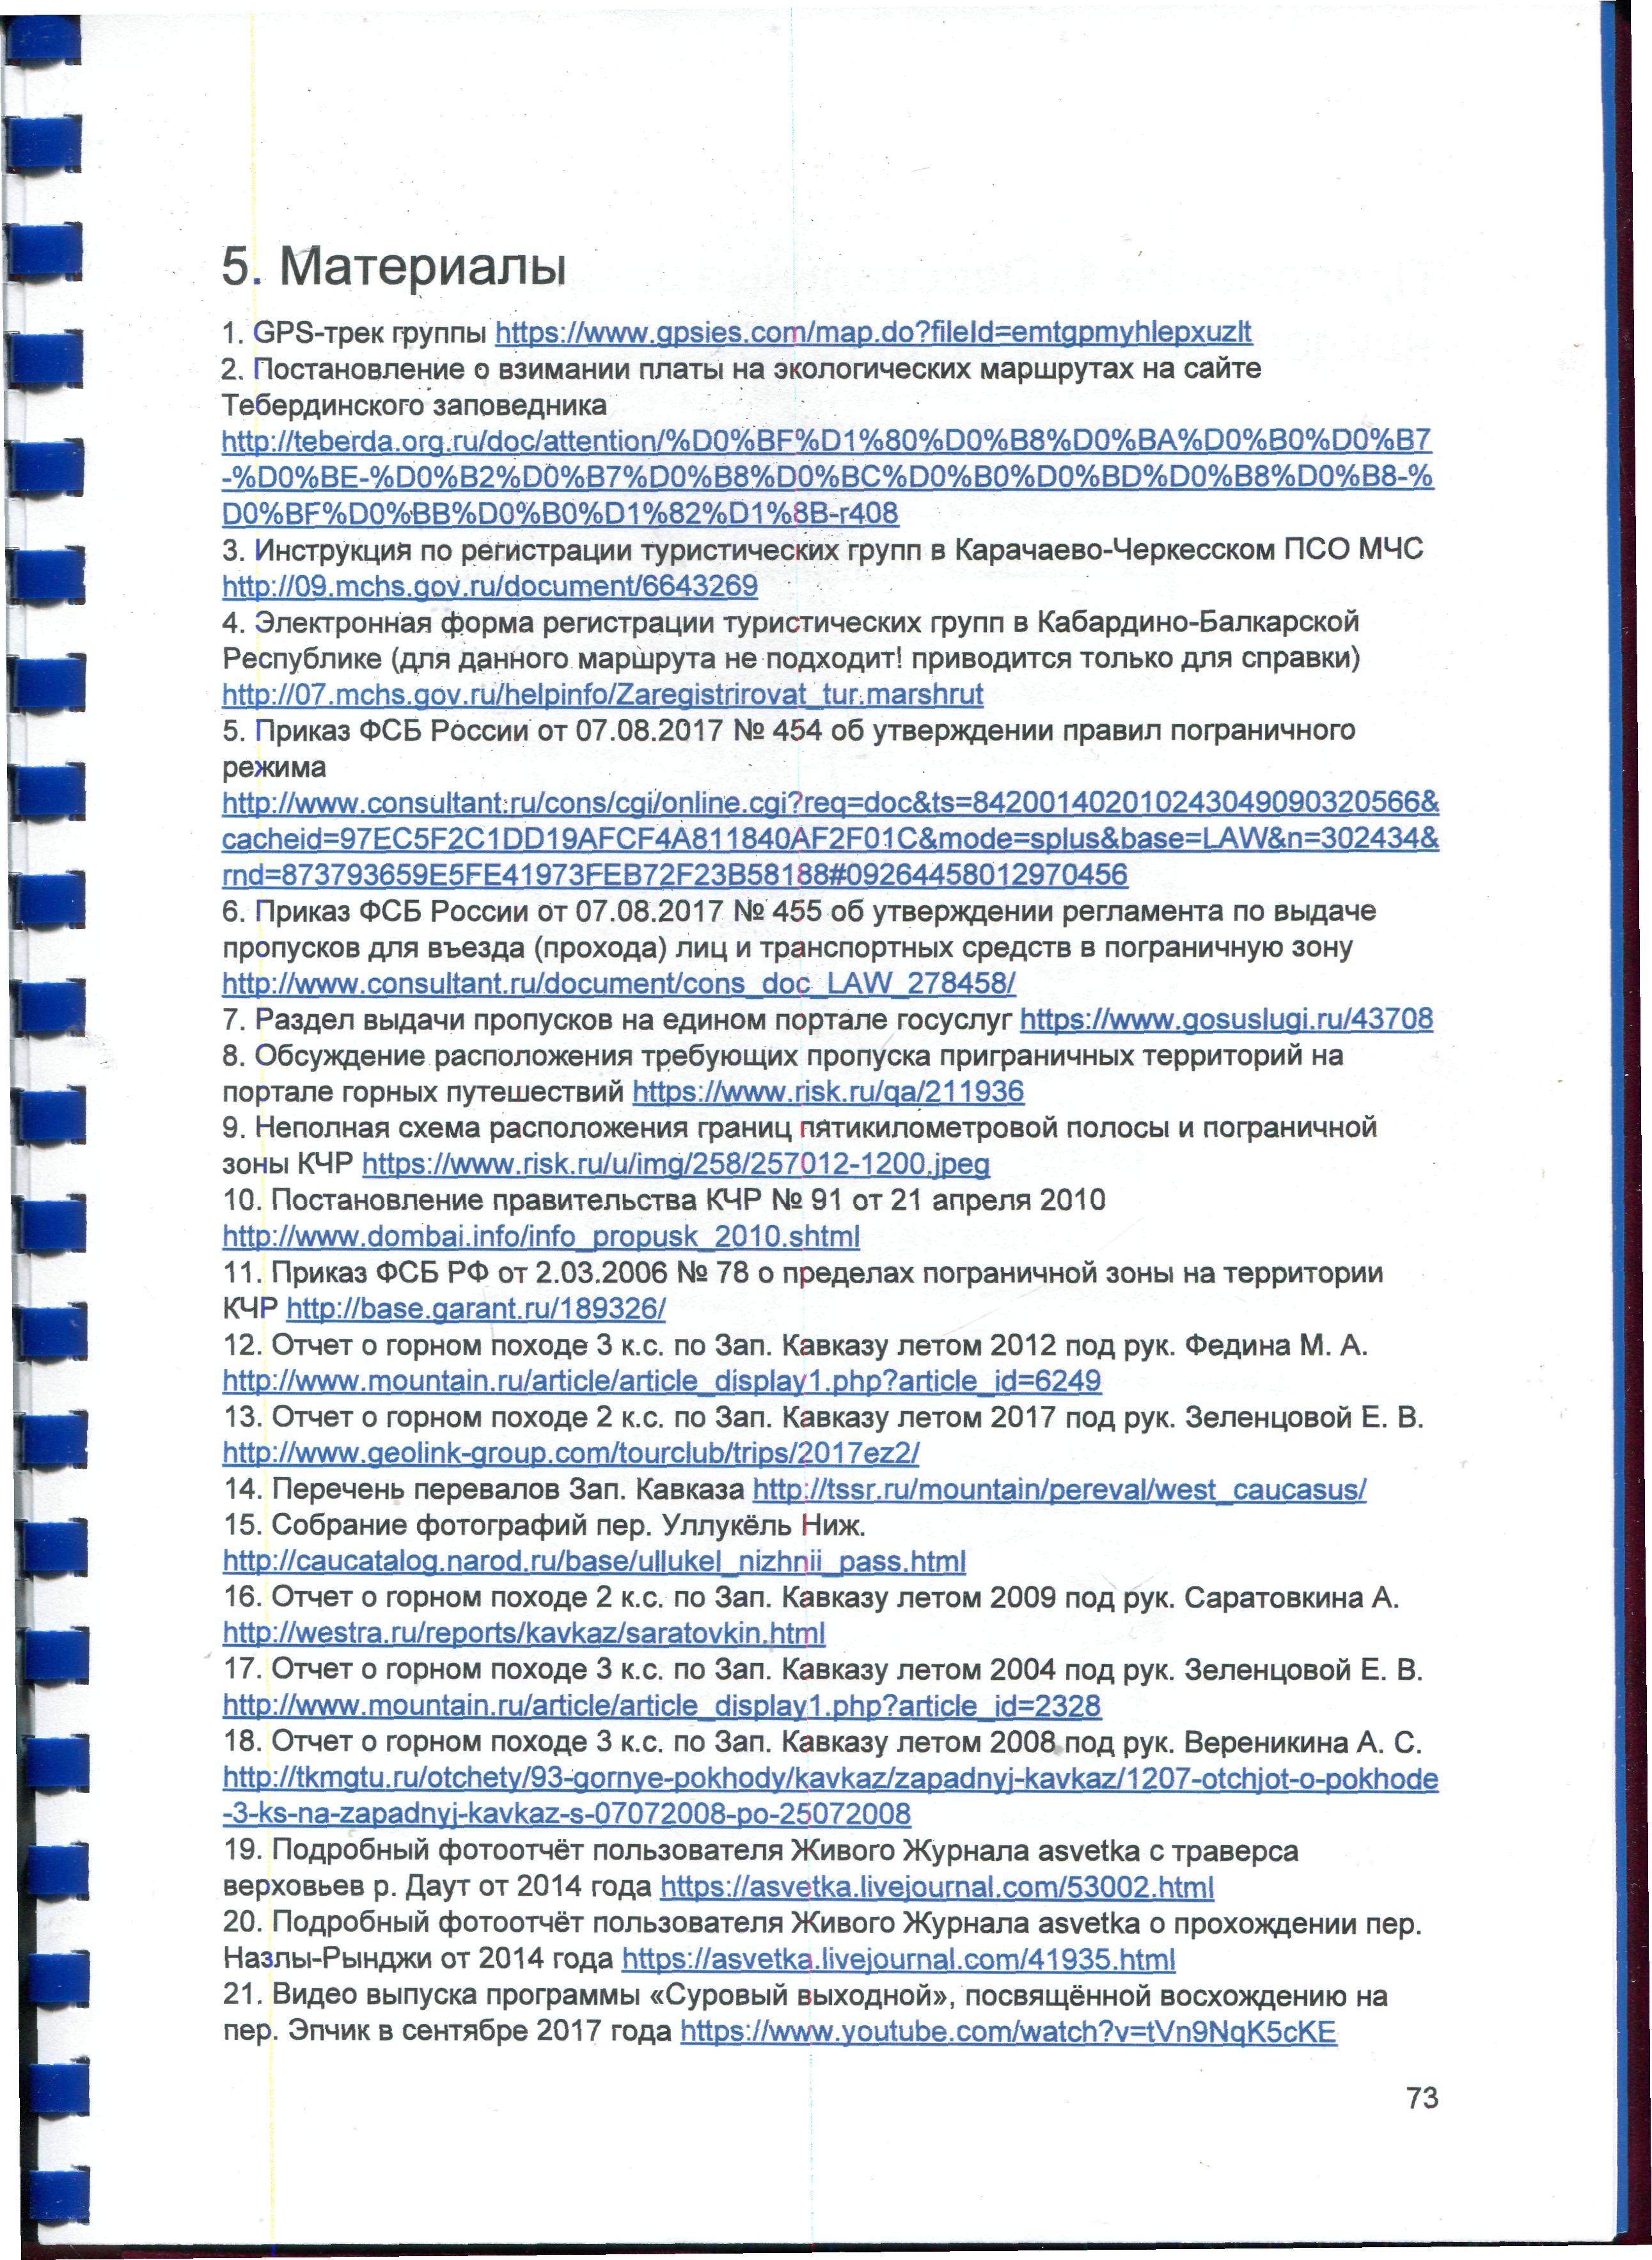 5. Материалы
1. GPS-трек группы https://www.gpsies.com/map.do?fileId=emtgpmyhlepxuzlt
2. Постановление о взимании платы на экологических маршрутах на сайте
Тебердинского заповедника
http://teberda.org.ru/doc/attention/%D0%BF%D1%80%D0%B8%D0%BA%D0%B0%D0%B7
-%D0%BE-%D0%B2%D0%B7%D0%B8%D0%BC%D0%B0%D0%BD%D0%B8%D0%B8-%
D0%BF%D0%BB%D0%B0%D1%82%D1%8B-r408
3. Инструкция по регистрации туристических групп в Карачаево-Черкесском ПСО МЧС
http://09.mchs.gov.ru/document/6643269
4. Электронная форма регистрации туристических групп в Кабардино-Балкарской
Республике (для данного маршрута не подходит! приводится только для справки)
http://07.mchs.gov.ru/helpinfo/Zaregistrirovat_tur.marshrut
5. Приказ ФСБ России от 07.08.2017 № 454 об утверждении правил пограничного
режима
http://www.consultant.ru/cons/cgi/online.cgi?req=doc&ts=842001402010243049090320566&
cacheid=97EC5F2C1DD19AFCF4A811840AF2F01C&mode=splus&base=LAW&n=302434&
rnd=873793659E5FE41973FEB72F23B58188#09264458012970456
6. Приказ ФСБ России от 07.08.2017 № 455 об утверждении регламента по выдаче
пропусков для въезда (прохода) лиц и транспортных средств в пограничную зону
http://www.consultant.ru/document/cons_doc_LAW_278458/
7. Раздел выдачи пропусков на едином портале госуслуг https://www.gosuslugi.ru/43708
8. Обсуждение расположения требующих пропуска приграничных территорий на
портале горных путешествий https://www.risk.ru/qa/211936
9. Неполная схема расположения границ пятикилометровой полосы и пограничной
зоны КЧР https://www.risk.ru/u/img/258/257012-1200.jpeg
10. Постановление правительства КЧР № 91 от 21 апреля 2010
http://www.dombai.info/info_propusk_2010.shtml
11. Приказ ФСБ РФ от 2.03.2006 № 78 о пределах пограничной зоны на территории
КЧР http://base.garant.ru/189326/
12. Отчет о горном походе 3 к.с. по Зап. Кавказу летом 2012 под рук. Федина М. А.
http://www.mountain.ru/article/article_display1.php?article_id=6249
13. Отчет о горном походе 2 к.с. по Зап. Кавказу летом 2017 под рук. Зеленцовой Е. В.
http://www.geolink-group.com/tourclub/trips/2017ez2/
14. Перечень перевалов Зап. Кавказа http://tssr.ru/mountain/pereval/west_caucasus/
15. Собрание фотографий пер. Уллукёль Ниж.
http://caucatalog.narod.ru/base/ullukel_nizhnii_pass.html
16. Отчет о горном походе 2 к.с. по Зап. Кавказу летом 2009 под рук. Саратовкина А.
http://westra.ru/reports/kavkaz/saratovkin.html
17. Отчет о горном походе 3 к.с. по Зап. Кавказу летом 2004 под рук. Зеленцовой Е. В.
http://www.mountain.ru/article/article_display1.php?article_id=2328
18. Отчет о горном походе 3 к.с. по Зап. Кавказу летом 2008 под рук. Вереникина А. С.
http://tkmgtu.ru/otchety/93-gornye-pokhody/kavkaz/zapadnyj-kavkaz/1207-otchjot-o-pokhode
-3-ks-na-zapadnyj-kavkaz-s-07072008-po-25072008
19. Подробный фотоотчёт пользователя Живого Журнала asvetka с траверса
верховьев р. Даут от 2014 года https://asvetka.livejournal.com/53002.html
20. Подробный фотоотчёт пользователя Живого Журнала asvetka о прохождении пер.
Назлы-Рынджи от 2014 года https://asvetka.livejournal.com/41935.html
21. Видео выпуска программы «Суровый выходной», посвящённой восхождению на
пер. Эпчик в сентябре 2017 года https://www.youtube.com/watch?v=tVn9NqK5cKE
73